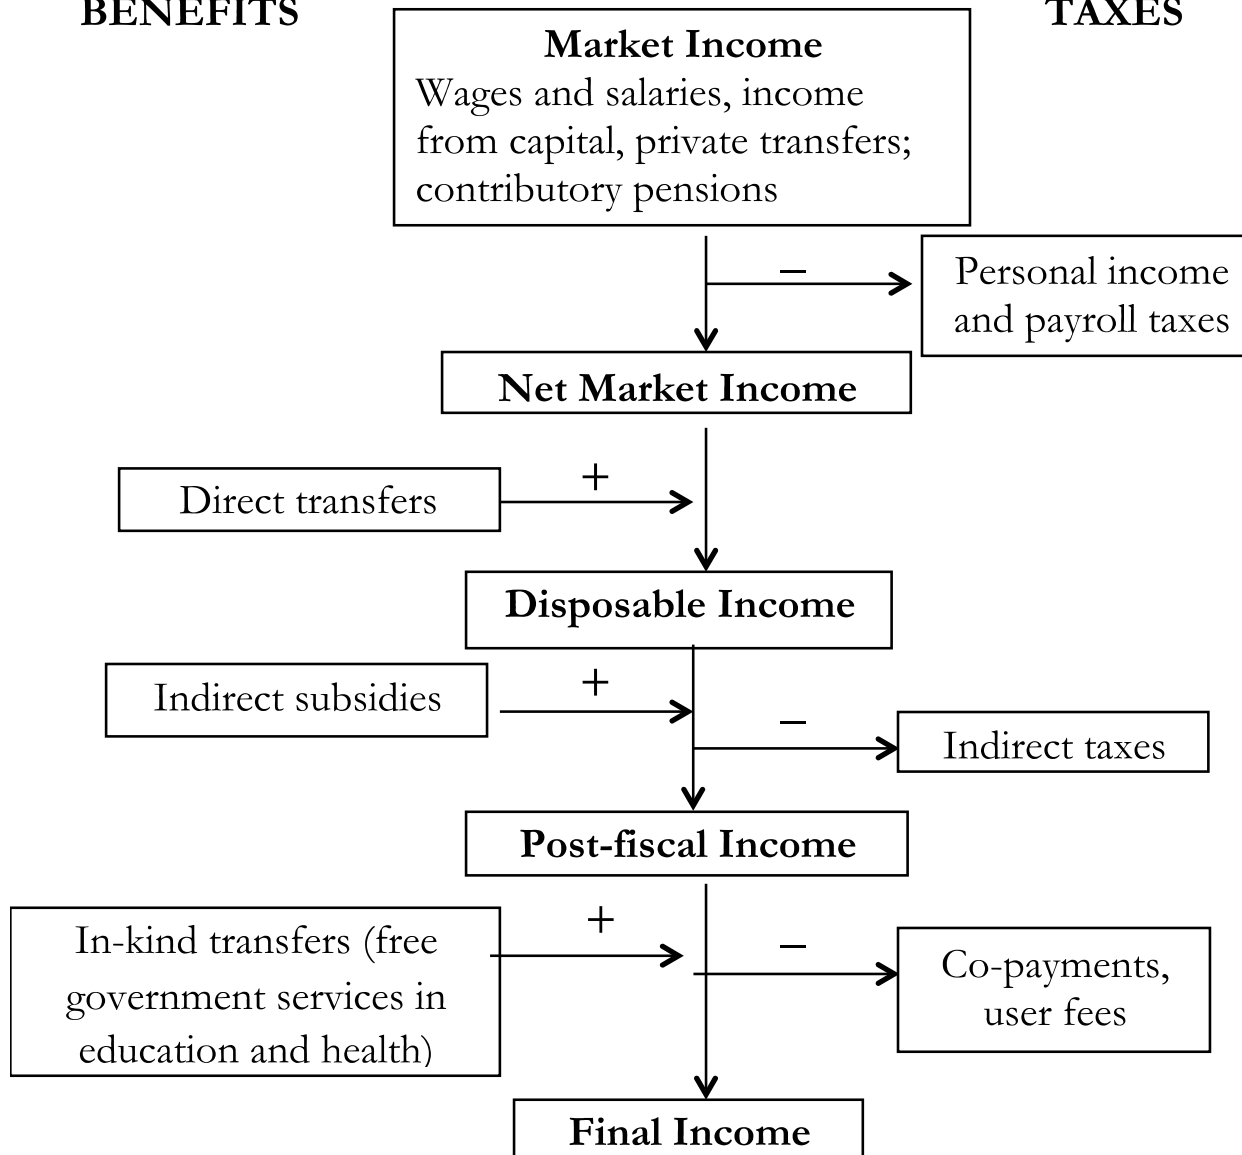 BENEFITS
TAXES
Market Income
Wages and salaries, income
from capital, private transfers;
contributory pensions
−
Personal income
and payroll taxes
Net Market Income
+
Direct transfers
Disposable Income
+
Indirect subsidies
−
Indirect taxes
Post-fiscal Income
+
In-kind transfers (free
government services in
education and health)
−
Co-payments,
user fees
Final Income